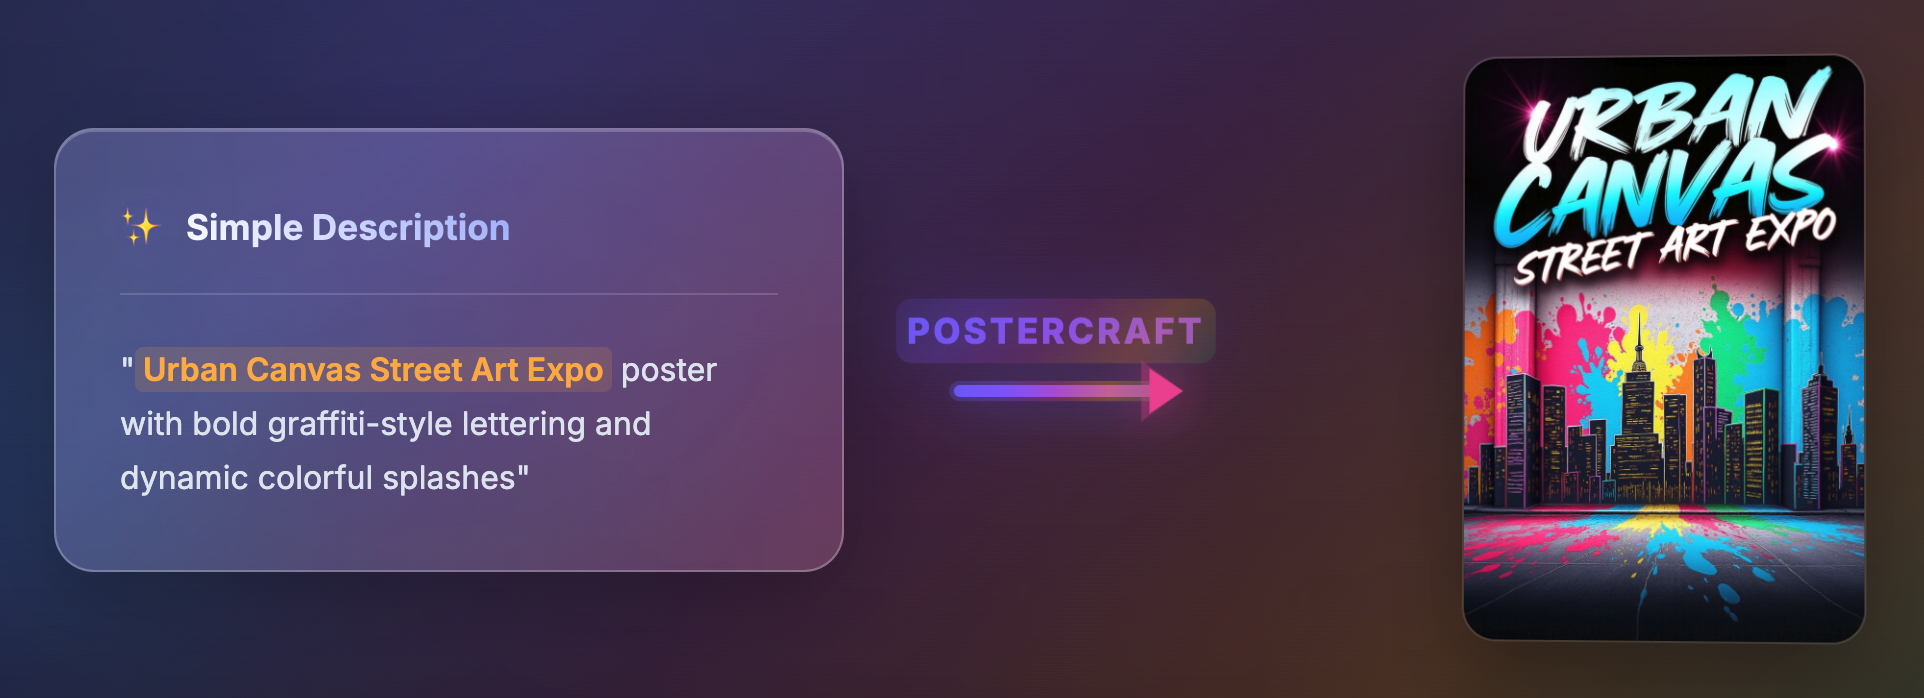 ✨ Simple Description
"Urban Canvas Street Art Expo poster
with bold graffiti-style lettering and
dynamic colorful splashes"
POSTERCRAFT
URBAN
CANVAS
STREET ART EXPO